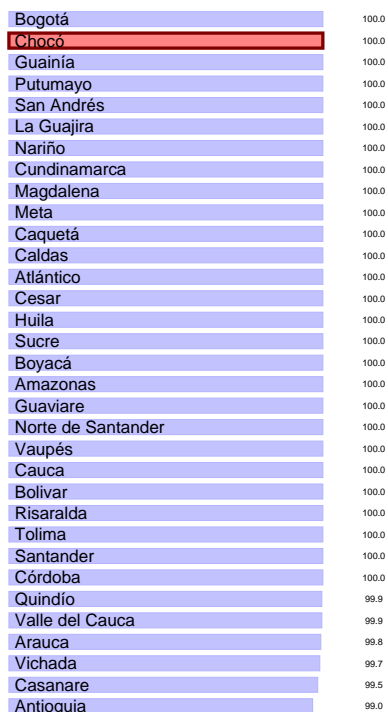 Bogotá 100.0
Chocó 100.0
Guainía 100.0
Putumayo 100.0
San Andrés 100.0
La Guajira 100.0
Nariño 100.0
Cundinamarca 100.0
Magdalena 100.0
Meta 100.0
Caquetá 100.0
Caldas 100.0
Atlántico 100.0
Cesar 100.0
Huila 100.0
Sucre 100.0
Boyacá 100.0
Amazonas 100.0
Guaviare 100.0
Norte de Santander 100.0
Vaupés 100.0
Cauca 100.0
Bolivar 100.0
Risaralda 100.0
Tolima 100.0
Santander 100.0
Córdoba 100.0
Quindío 99.9
Valle del Cauca 99.9
Arauca 99.8
Vichada 99.7
Casanare 99.5
Antioquia 99.0